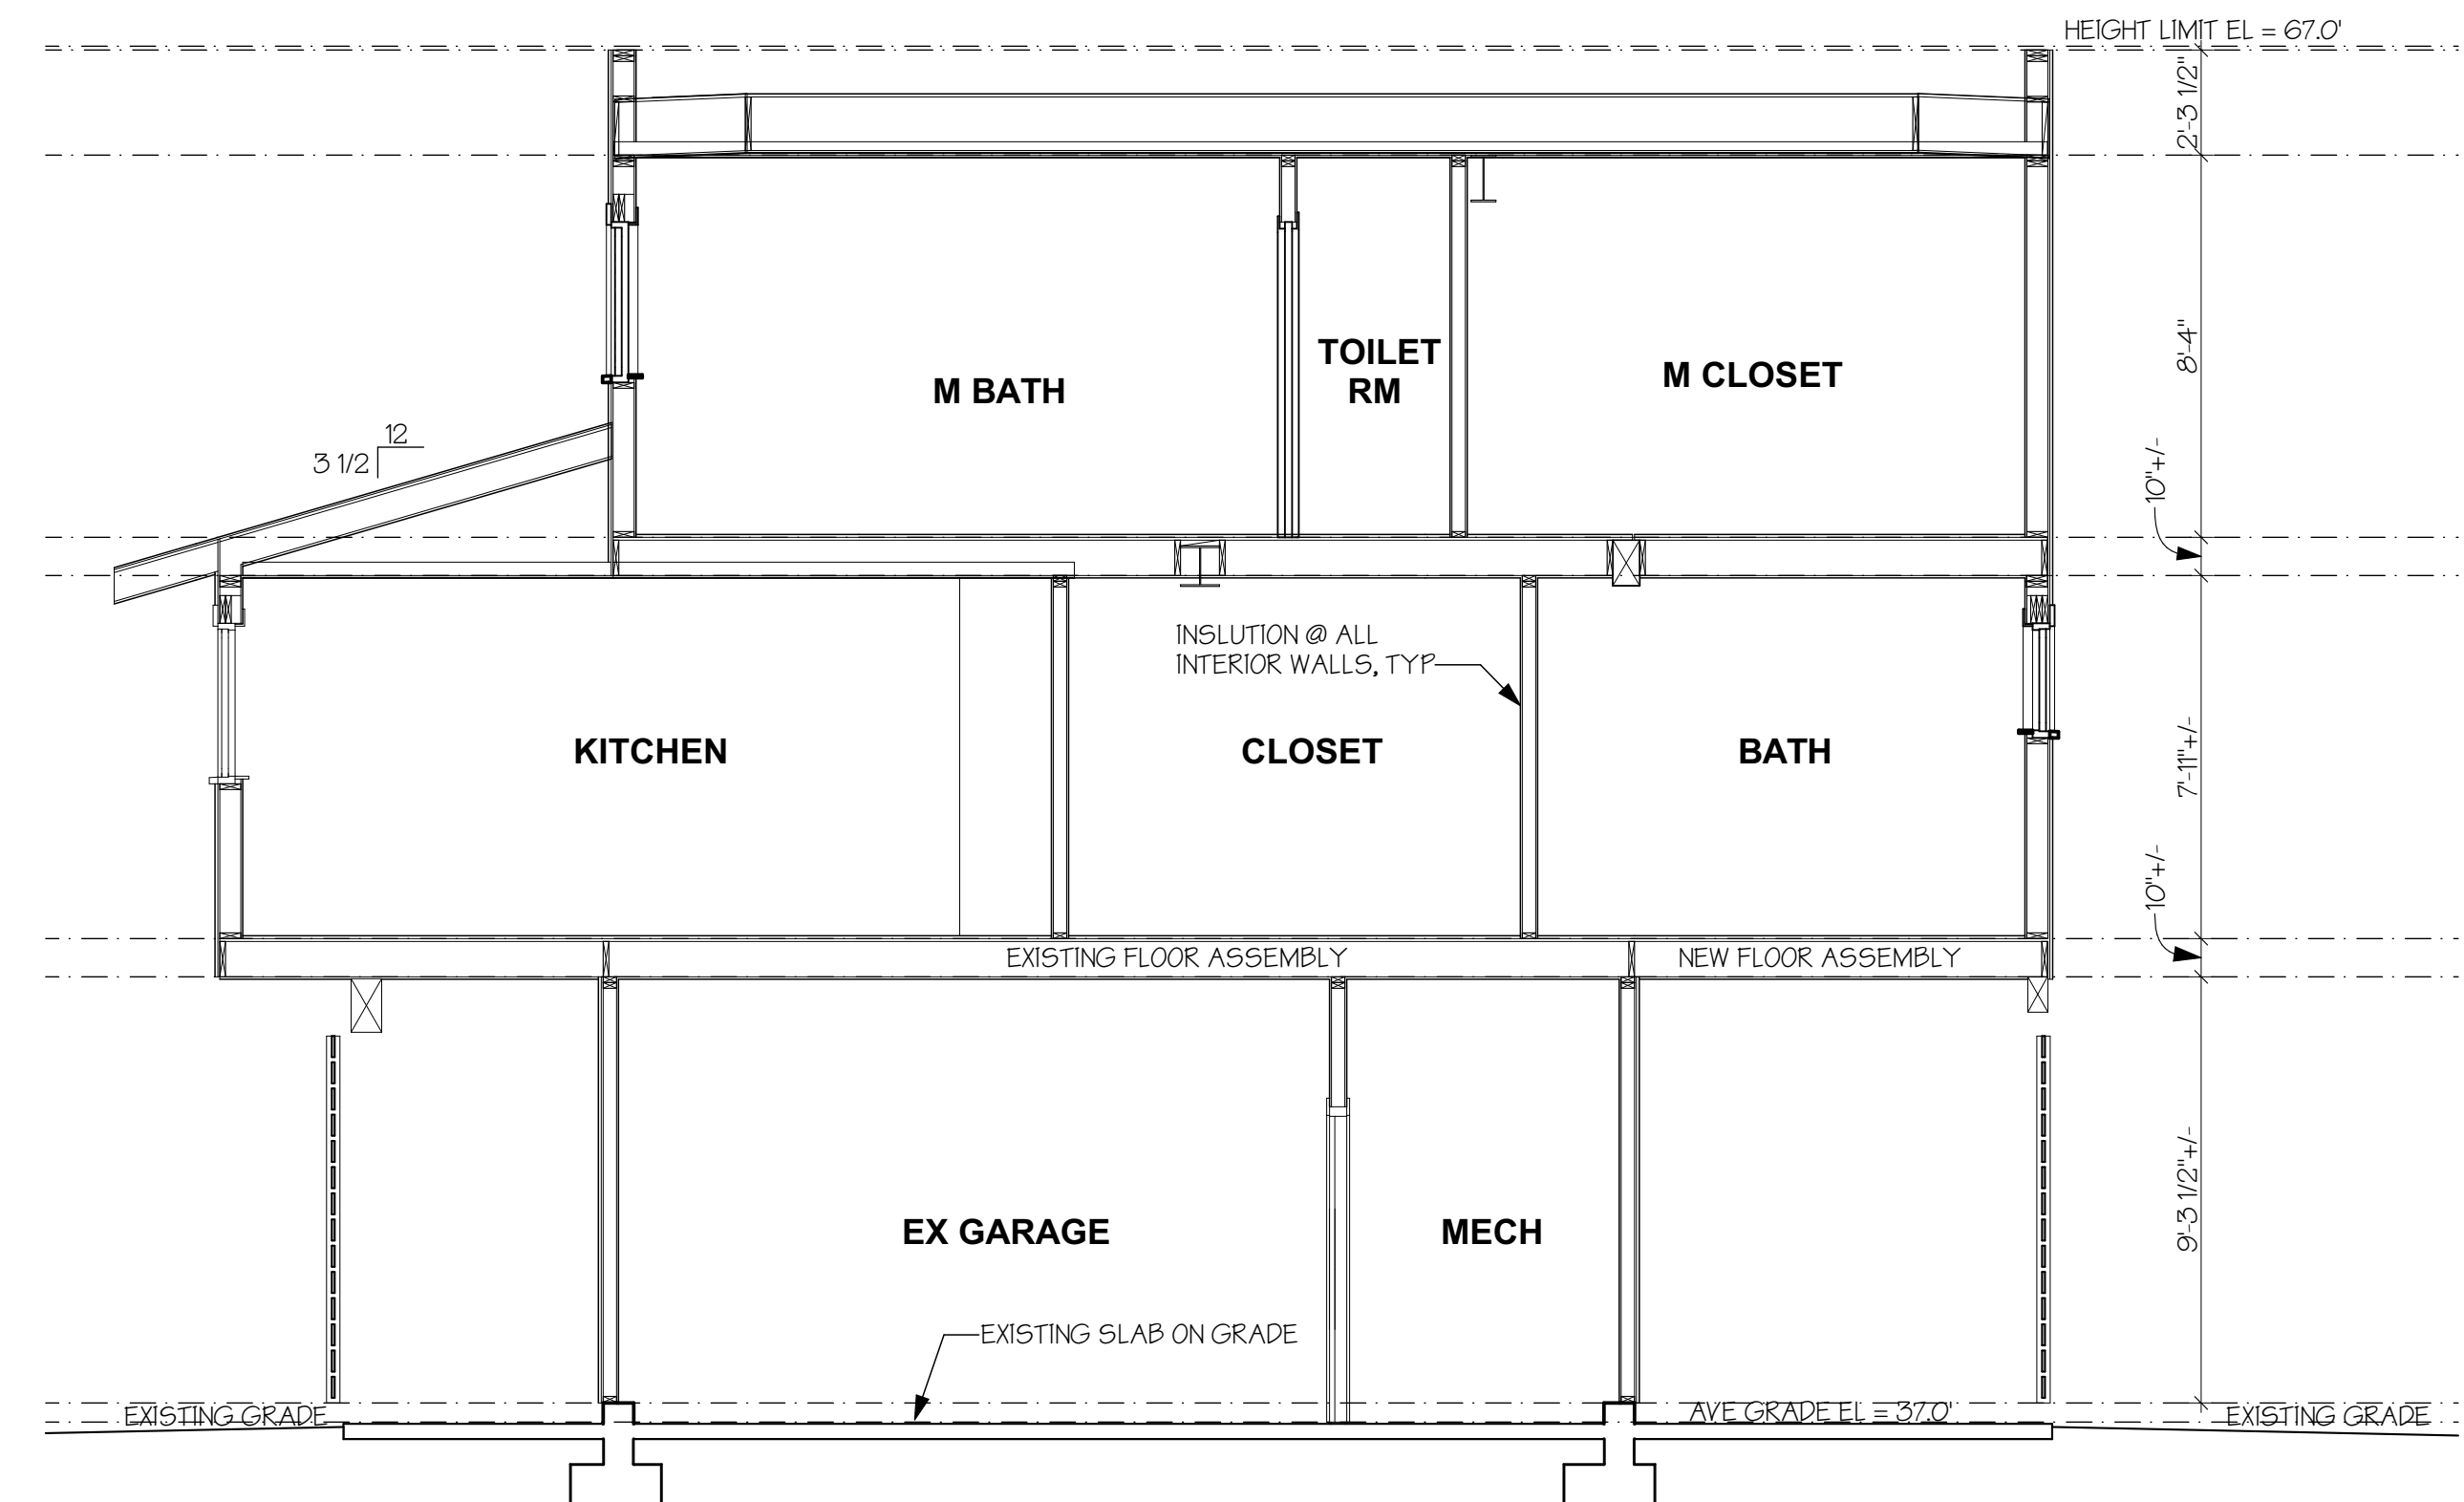 HEIGHT LIMIT EL = 67.0'
2'-3 1/2"
TOILET
RM
M BATH
M CLOSET
8'-4"
12
3 1/2
10"+/-
INSLUTION @ ALL
INTERIOR WALLS, TYP
KITCHEN
CLOSET
BATH
7'-11"+/-
10"+/-
EXISTING FLOOR ASSEMBLY
NEW FLOOR ASSEMBLY
9'-3 1/2"+/-
EX GARAGE
MECH
EXISTING SLAB ON GRADE
EXISTING GRADE
AVE GRADE EL = 37.0'
EXISTING GRADE